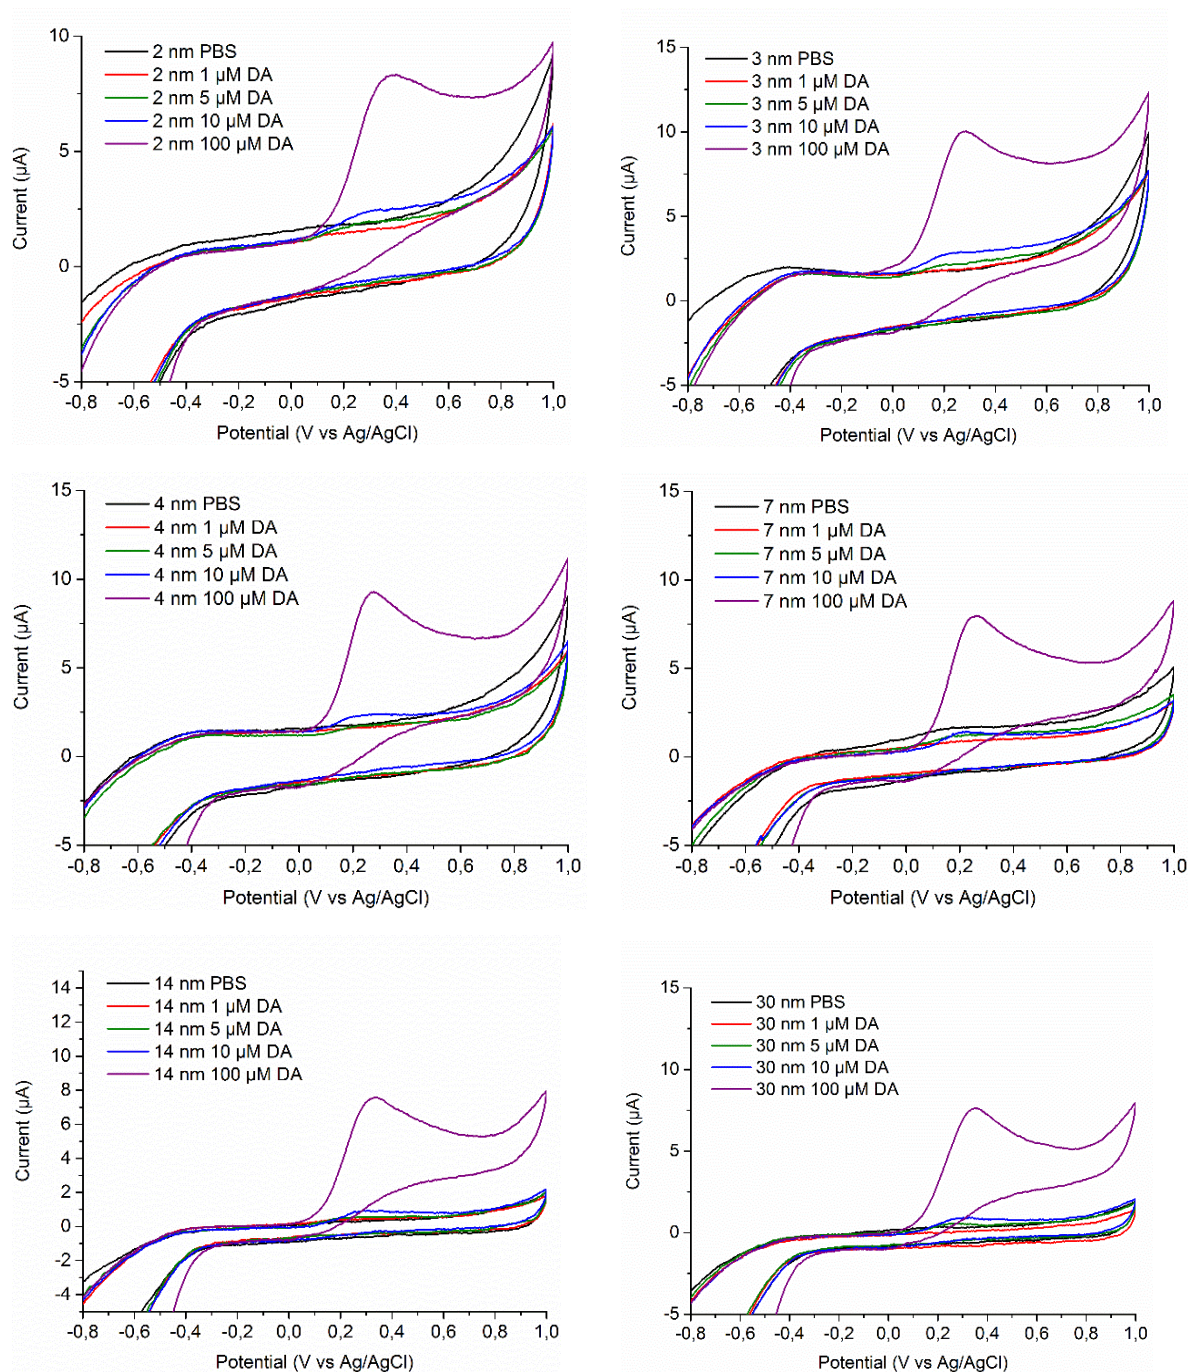 2 nm PBS
2 nm 1 µM DA
2 nm 5 µM DA
2 nm 10 µM DA
2 nm 100 µM DA
10
5
0
-5
Current (µA)
-0,8 -0,6 -0,4 -0,2 0,0 0,2 0,4 0,6 0,8 1,0
Potential (V vs Ag/AgCl)
3 nm PBS
3 nm 1 µM DA
3 nm 5 µM DA
3 nm 10 µM DA
3 nm 100 µM DA
15
10
5
0
-5
Current (µA)
-0,8 -0,6 -0,4 -0,2 0,0 0,2 0,4 0,6 0,8 1,0
Potential (V vs Ag/AgCl)
4 nm PBS
4 nm 1 µM DA
4 nm 5 µM DA
4 nm 10 µM DA
4 nm 100 µM DA
15
10
5
0
-5
Current (µA)
-0,8 -0,6 -0,4 -0,2 0,0 0,2 0,4 0,6 0,8 1,0
Potential (V vs Ag/AgCl)
7 nm PBS
7 nm 1 µM DA
7 nm 5 µM DA
7 nm 10 µM DA
7 nm 100 µM DA
15
10
5
0
-5
Current (µA)
-0,8 -0,6 -0,4 -0,2 0,0 0,2 0,4 0,6 0,8 1,0
Potential (V vs Ag/AgCl)
14 nm PBS
14 nm 1 µM DA
14 nm 5 µM DA
14 nm 10 µM DA
14 nm 100 µM DA
14
12
10
8
6
4
2
0
-2
-4
Current (µA)
-0,8 -0,6 -0,4 -0,2 0,0 0,2 0,4 0,6 0,8 1,0
Potential (V vs Ag/AgCl)
30 nm PBS
30 nm 1 µM DA
30 nm 5 µM DA
30 nm 10 µM DA
30 nm 100 µM DA
15
10
5
0
-5
Current (µA)
-0,8 -0,6 -0,4 -0,2 0,0 0,2 0,4 0,6 0,8 1,0
Potential (V vs Ag/AgCl)